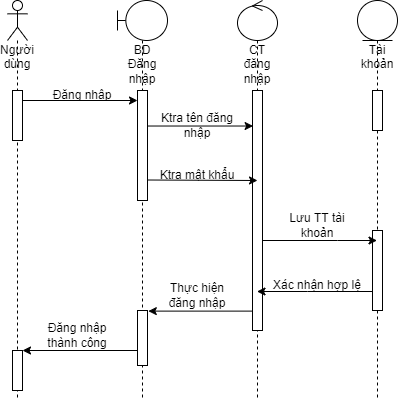 Người
dùng
BD
Đăng
nhập
CT
đăng
nhập
Tài
khoản
Đăng nhập
Ktra tên đăng
nhập
Ktra mật khẩu
Lưu TT tài
khoản
Xác nhận hợp lệ
Thực hiện
đăng nhập
Đăng nhập
thành công